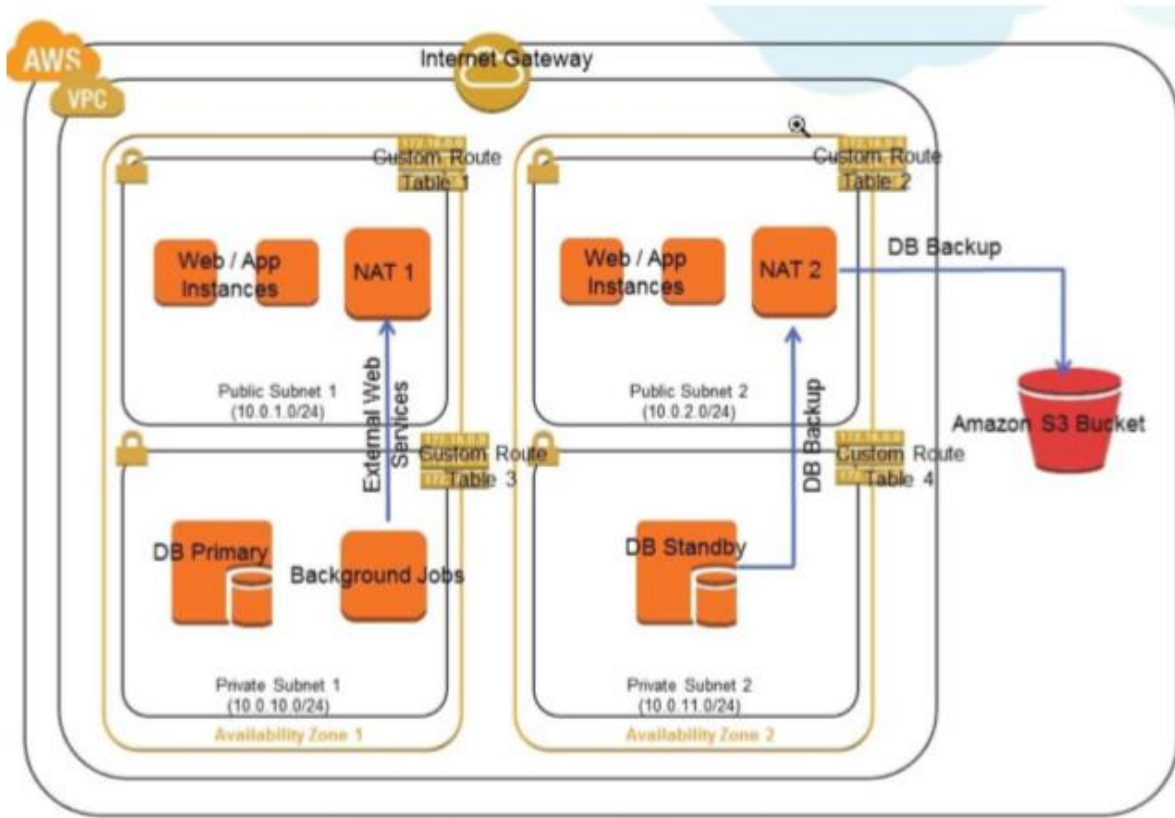 AWS
VPC
Internet Gateway
Custom Route
Table 1
Custom Route
Table 2
Web / App
Instances
NAT 1
Web / App
Instances
NAT 2
DB Backup
Public Subnet 1
(10.0.1.0/24)
External Web
Services
Public Subnet 2
(10.0.2.0/24)
DB Backup
Amazon S3 Bucket
Custom Route
Table 3
Custom Route
Table 4
DB Primary
Background Jobs
DB Standby
Private Subnet 1
(10.0.10.0/24)
Private Subnet 2
(10.0.11.0/24)
Availability Zone 1
Availability Zone 2